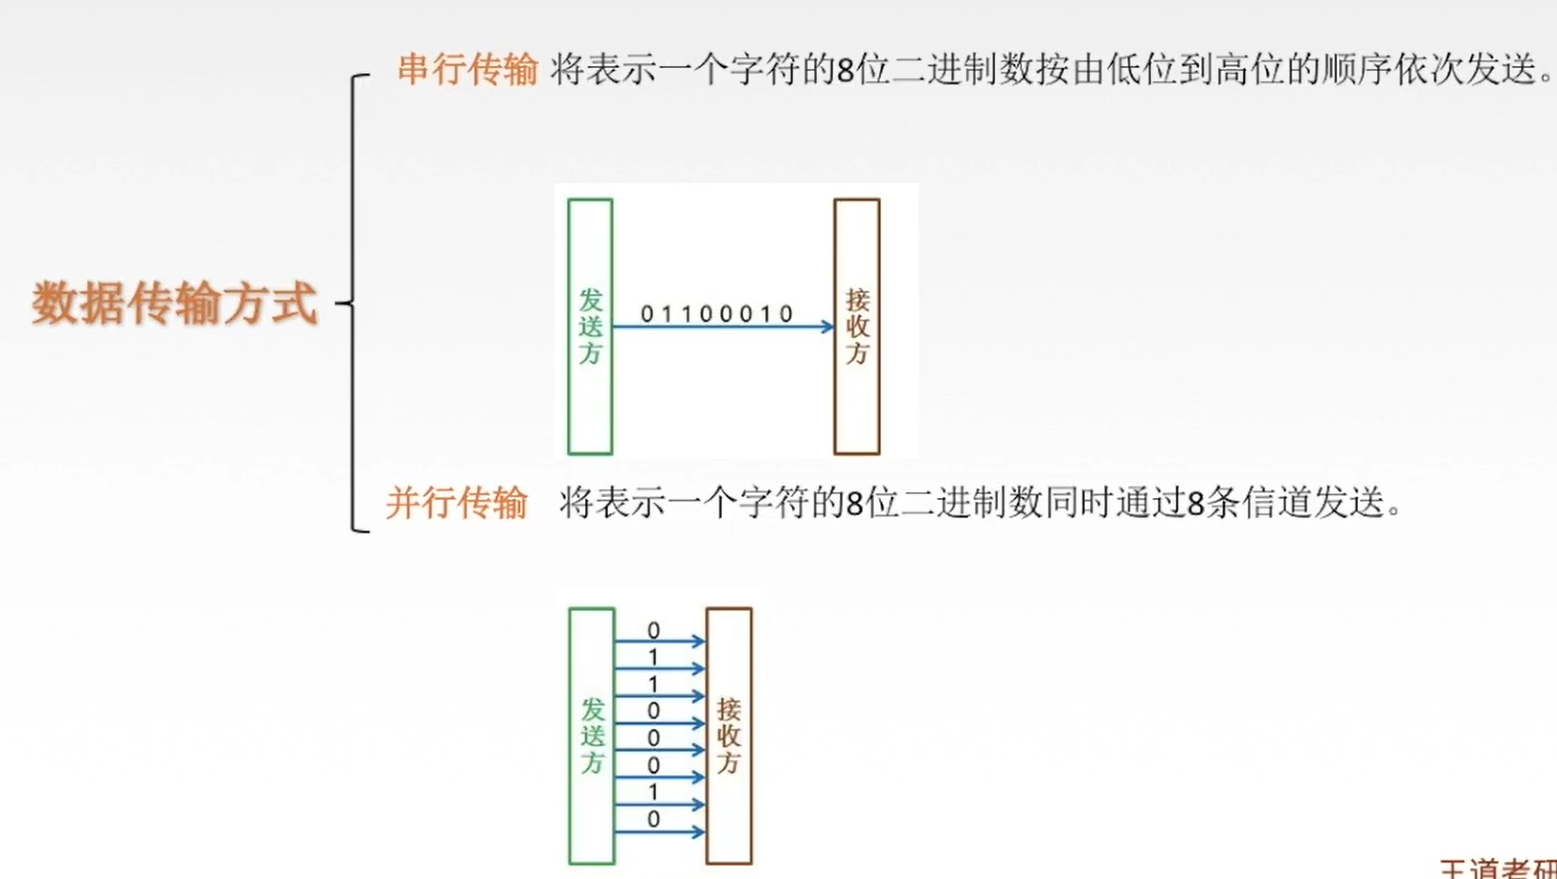 串行传输 将表示一个字符的8位二进制数按由低位到高位的顺序依次发送。
数据传输方式
发送方
01100010
接收方
并行传输 将表示一个字符的8位二进制数同时通过8条信道发送。
发送方
0
1
1
0
0
0
1
0
接收方
王道考研